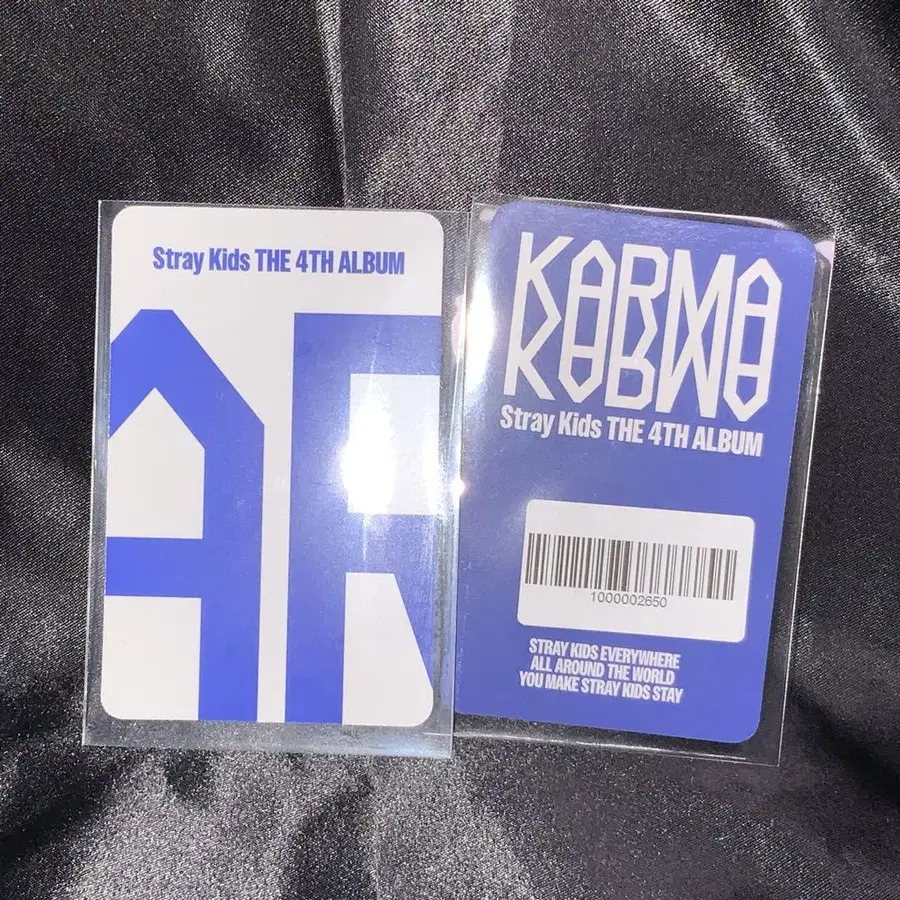 Stray Kids THE 4TH ALBUM
AR
KARMA
Stray Kids THE 4TH ALBUM
1000002650
STRAY KIDS EVERYWHERE
ALL AROUND THE WORLD
YOU MAKE STRAY KIDS STAY